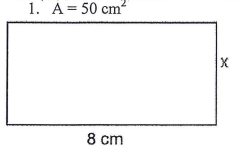 1. A = 50 cm²
x
8 cm